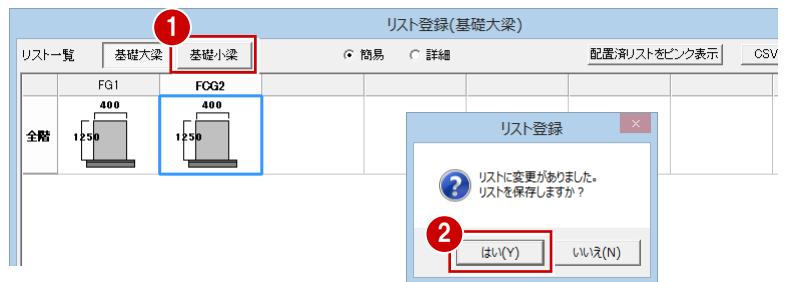 リスト登録(基礎大梁)
1
リスト一覧 基礎大梁 基礎小梁 簡易 詳細 配置済リストをピンク表示 CSV
FG1 FCG2
全階 400 1250 400 1250
リスト登録 ×
? リストに変更がありました。
リストを保存しますか？
2
はい(Y) いいえ(N)